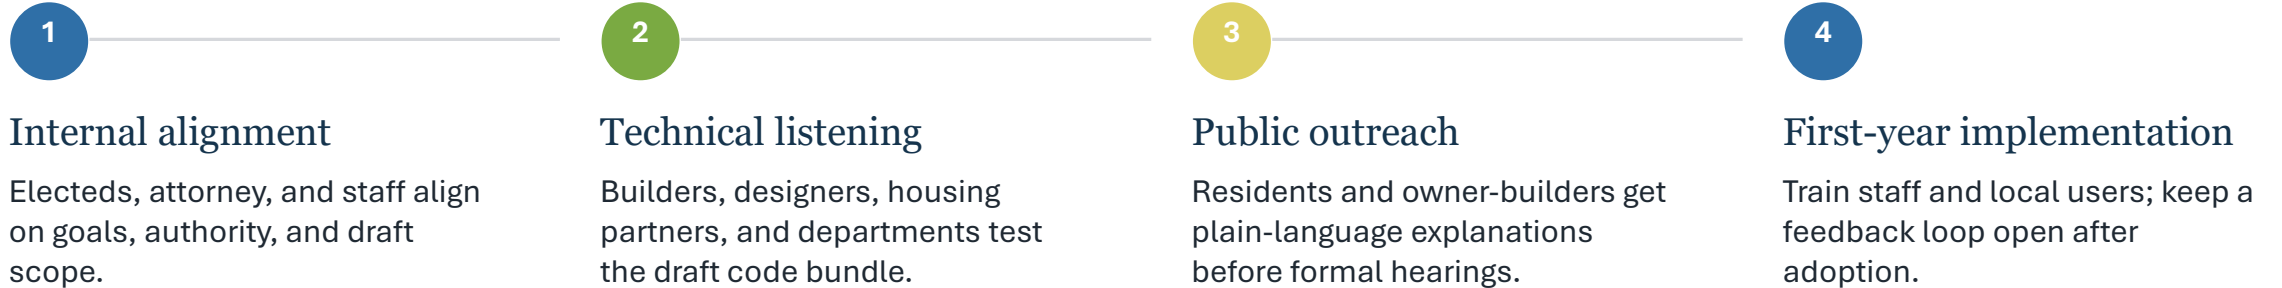 1
Internal alignment
Electeds, attorney, and staff align
on goals, authority, and draft
scope.
2
Technical listening
Builders, designers, housing
partners, and departments test
the draft code bundle.
3
Public outreach
Residents and owner-builders get
plain-language explanations
before formal hearings.
4
First-year implementation
Train staff and local users; keep a
feedback loop open after
adoption.